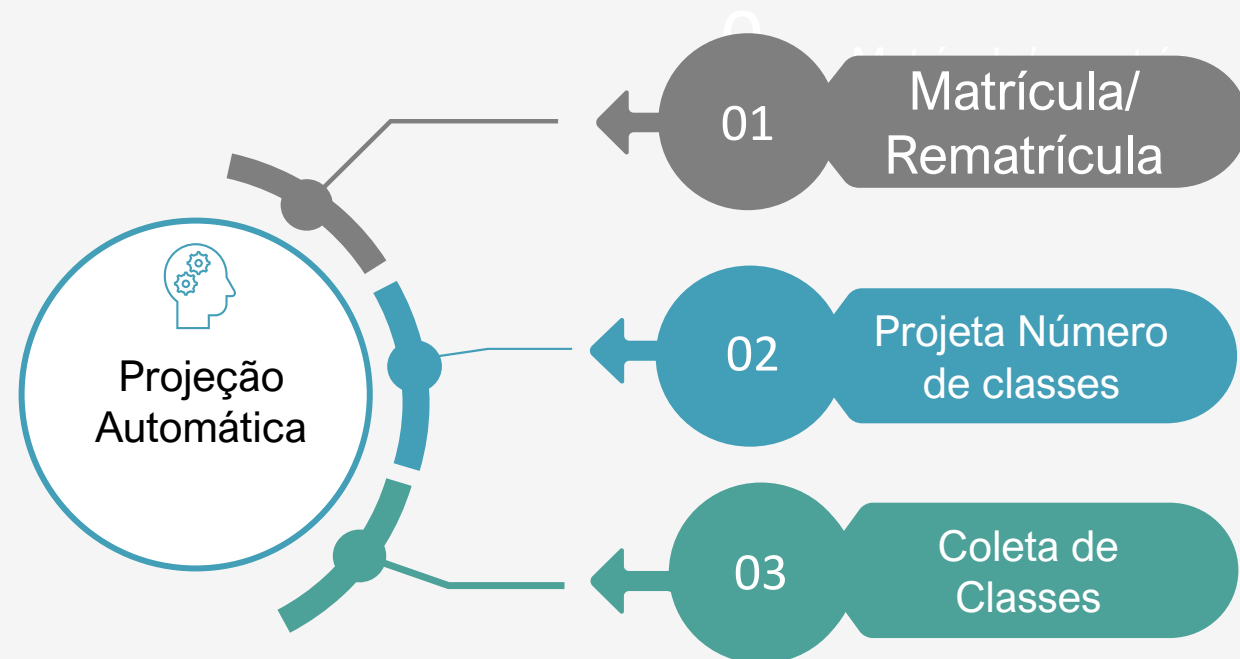 01
Matrícula/
Rematrícula
02
Projeta Número
de classes
03
Coleta de
Classes
Projeção
Automática